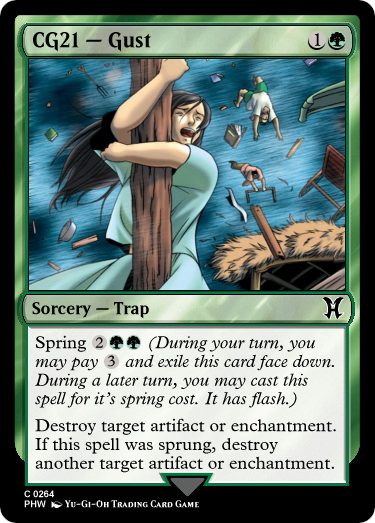 CG21 — Gust
1
Sorcery — Trap
H
Spring 2 (During your turn, you
may pay 3 and exile this card face down.
During a later turn, you may cast this
spell for it's spring cost. It has flash.)
Destroy target artifact or enchantment.
If this spell was sprung, destroy
another target artifact or enchantment.
C 0264
PHW Yu-Gi-Oh Trading Card Game